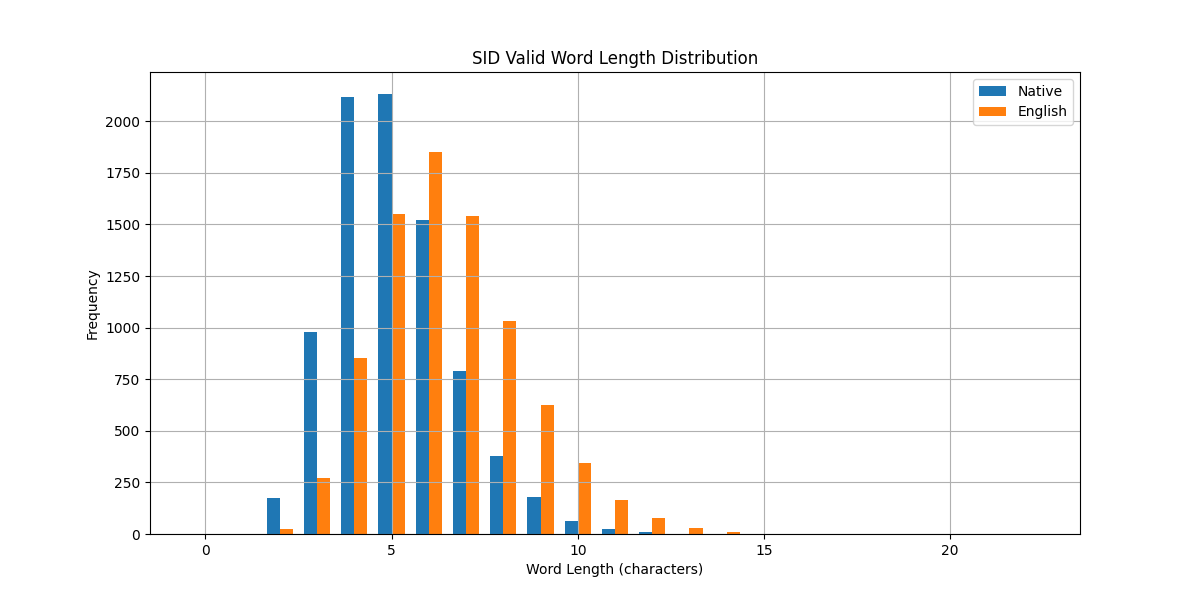 SID Valid Word Length Distribution
Native
English
2000
1750
1500
1250
1000
750
500
250
0
Frequency
0 5 10 15 20
Word Length (characters)